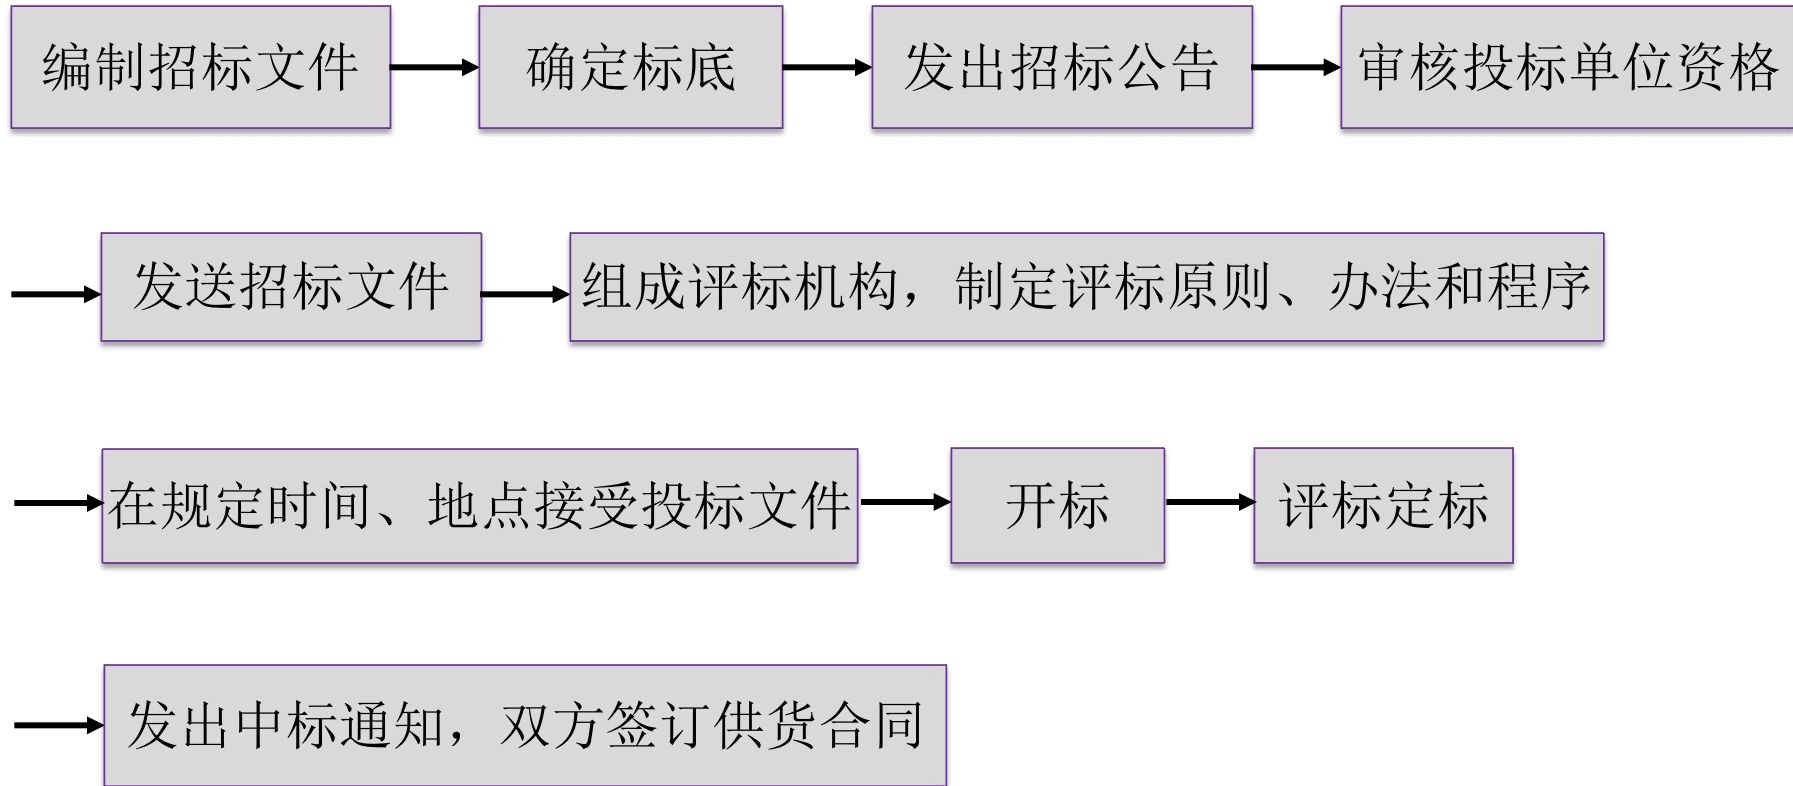 编制招标文件 确定标底 发出招标公告 审核投标单位资格
发送招标文件 组成评标机构，制定评标原则、办法和程序
在规定时间、地点接受投标文件 开标 评标定标
发出中标通知，双方签订供货合同